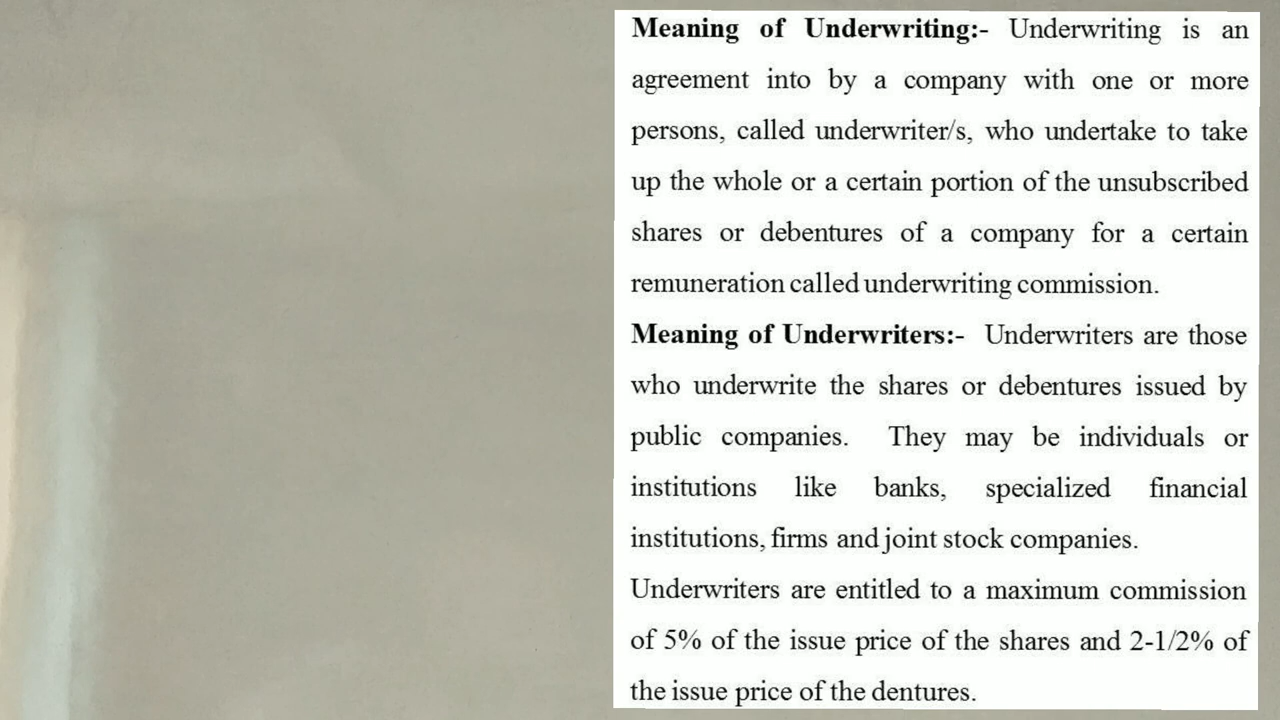 Meaning of Underwriting:- Underwriting is an
agreement into by a company with one or more
persons, called underwriter/s, who undertake to take
up the whole or a certain portion of the unsubscribed
shares or debentures of a company for a certain
remuneration called underwriting commission.
Meaning of Underwriters:- Underwriters are those
who underwrite the shares or debentures issued by
public companies. They may be individuals or
institutions like banks, specialized financial
institutions, firms and joint stock companies.
Underwriters are entitled to a maximum commission
of 5% of the issue price of the shares and 2-1/2% of
the issue price of the dentures.